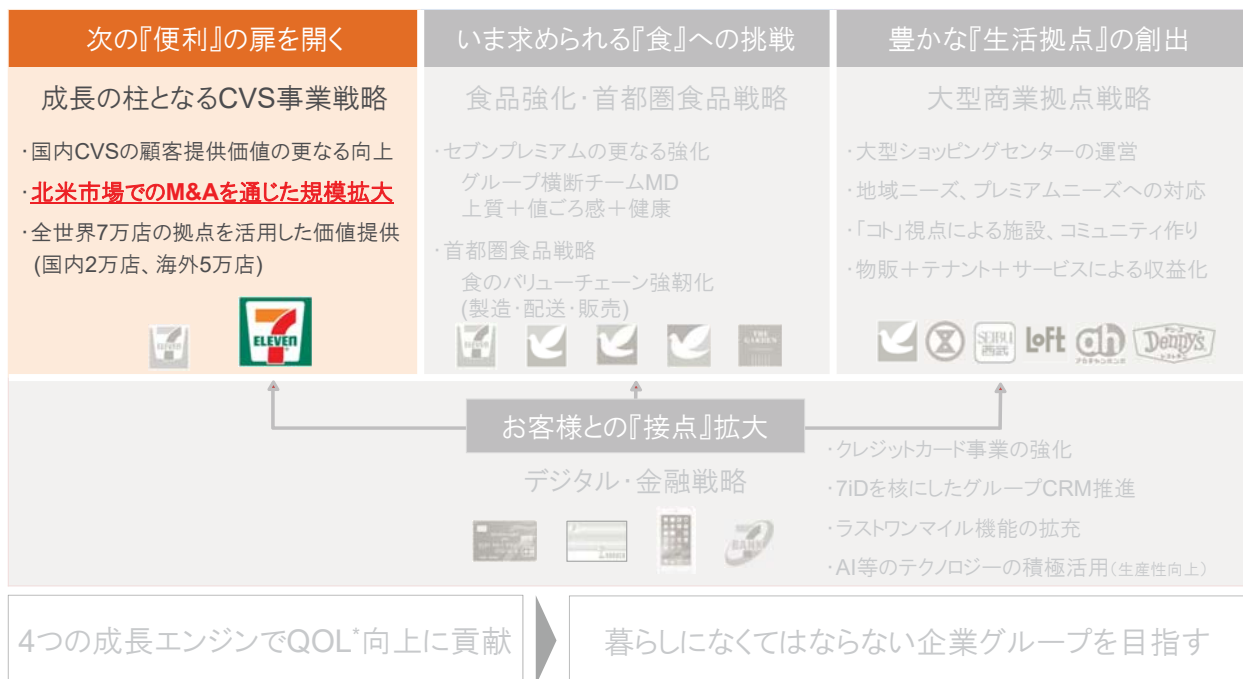 次の『便利』の扉を開く
成長の柱となるCVS事業戦略
・国内CVSの顧客提供価値の更なる向上
・北米市場でのM&Aを通じた規模拡大
・全世界7万店の拠点を活用した価値提供
(国内2万店、海外5万店)
ELEVEN
ELEVEN
いま求められる『食』への挑戦
食品強化・首都圏食品戦略
・セブンプレミアムの更なる強化
グループ横断チームMD
上質＋値ごろ感＋健康
・首都圏食品戦略
食のバリューチェーン強靭化
(製造・配送・販売)
ELEVEN
THE GARDEN
豊かな『生活拠点』の創出
大型商業拠点戦略
・大型ショッピングセンターの運営
・地域ニーズ、プレミアムニーズへの対応
・「コト」視点による施設、コミュニティ作り
・物販＋テナント＋サービスによる収益化
SEIBU
西武
LoFt
ah
アカチャンホンポ
Denny's
お客様との『接点』拡大
デジタル・金融戦略
BANK
・クレジットカード事業の強化
・7iDを核にしたグループCRM推進
・ラストワンマイル機能の拡充
・AI等のテクノロジーの積極活用(生産性向上)
4つの成長エンジンでQOL*向上に貢献
暮らしになくてはならない企業グループを目指す